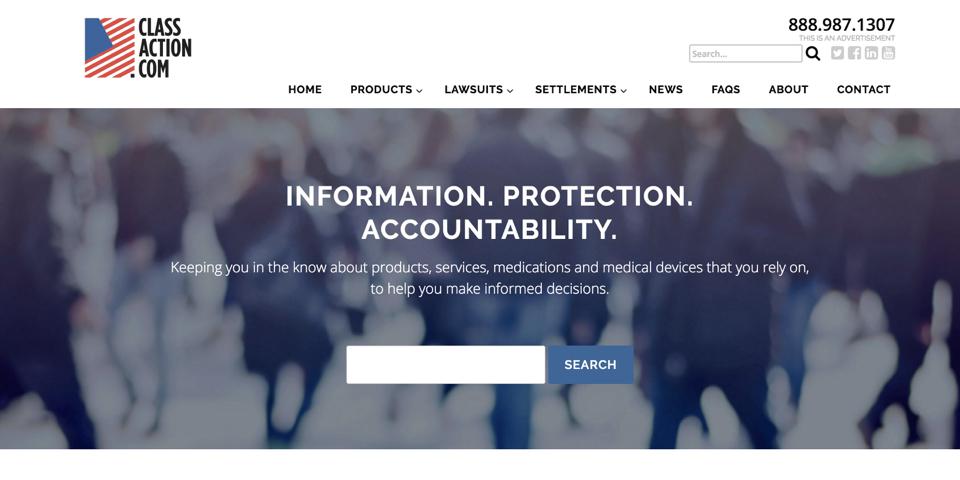 CLASS
ACTION
.COM
888.987.1307
THIS IS AN ADVERTISEMENT
Search...
HOME PRODUCTS LAWSUITS SETTLEMENTS NEWS FAQS ABOUT CONTACT
INFORMATION. PROTECTION.
ACCOUNTABILITY.
Keeping you in the know about products, services, medications and medical devices that you rely on,
to help you make informed decisions.
SEARCH